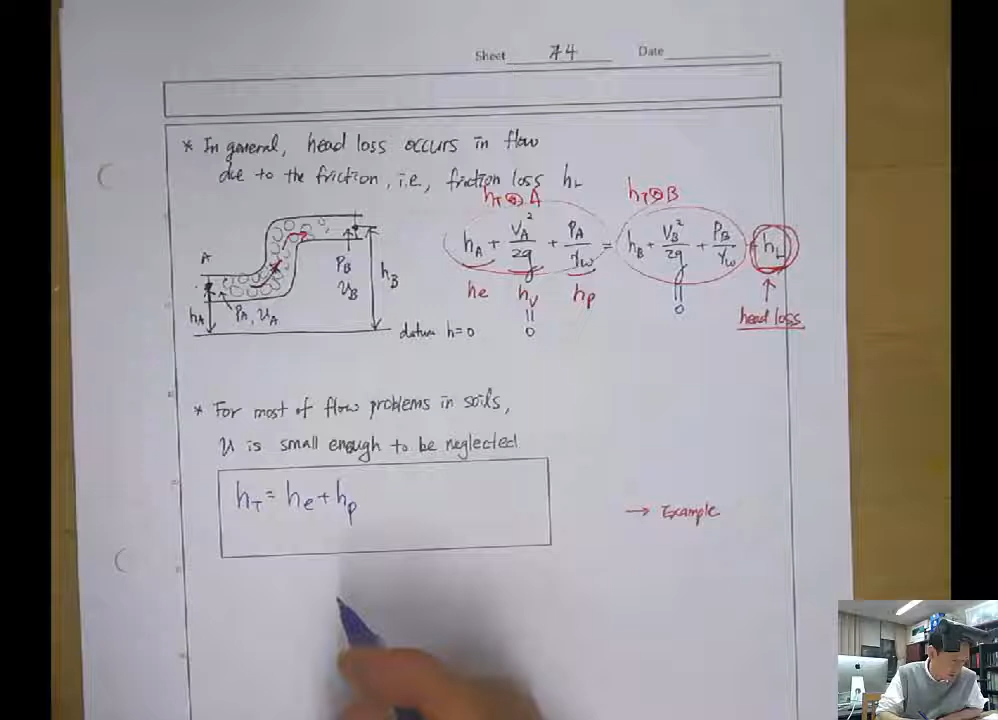 Sheet 74 Date
* In general, head loss occurs in flow
due to the friction, i.e., friction loss hL
hT @ A hT @ B
hA + vA²/2g + PA/γw = hB + vB²/2g + PB/γw + hL
he hv hp
|| 0 || 0
head loss
A
PB
vB
hB
hA
PA, vA
datum h=0
* For most of flow problems in soils,
v is small enough to be neglected
hT = he + hp
→ Example